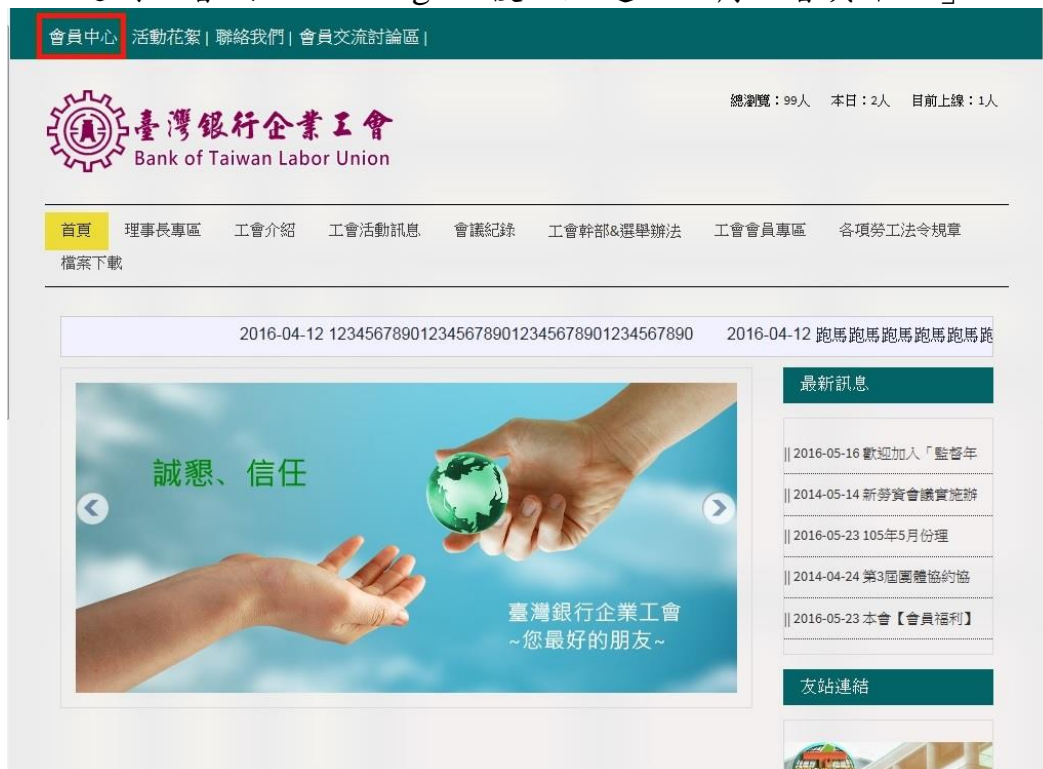 會員中心 活動花絮 | 聯絡我們 | 會員交流討論區 |
總瀏覽：99人 本日：2人 目前上線：1人
臺灣銀行企業工會
Bank of Taiwan Labor Union
首頁 理事長專區 工會介紹 工會活動訊息 會議紀錄 工會幹部&選舉辦法 工會會員專區 各項勞工法令規章
檔案下載
2016-04-12 1234567890123456789012345678901234567890 2016-04-12 跑馬跑馬跑馬跑馬跑馬跑
最新訊息
|| 2016-05-16 歡迎加入「監督年
|| 2014-05-14 新勞資會議實施辦
|| 2016-05-23 105年5月份理
|| 2014-04-24 第3屆團體協約協
|| 2016-05-23 本會【會員福利】
誠懇、信任
臺灣銀行企業工會
~您最好的朋友~
友站連結